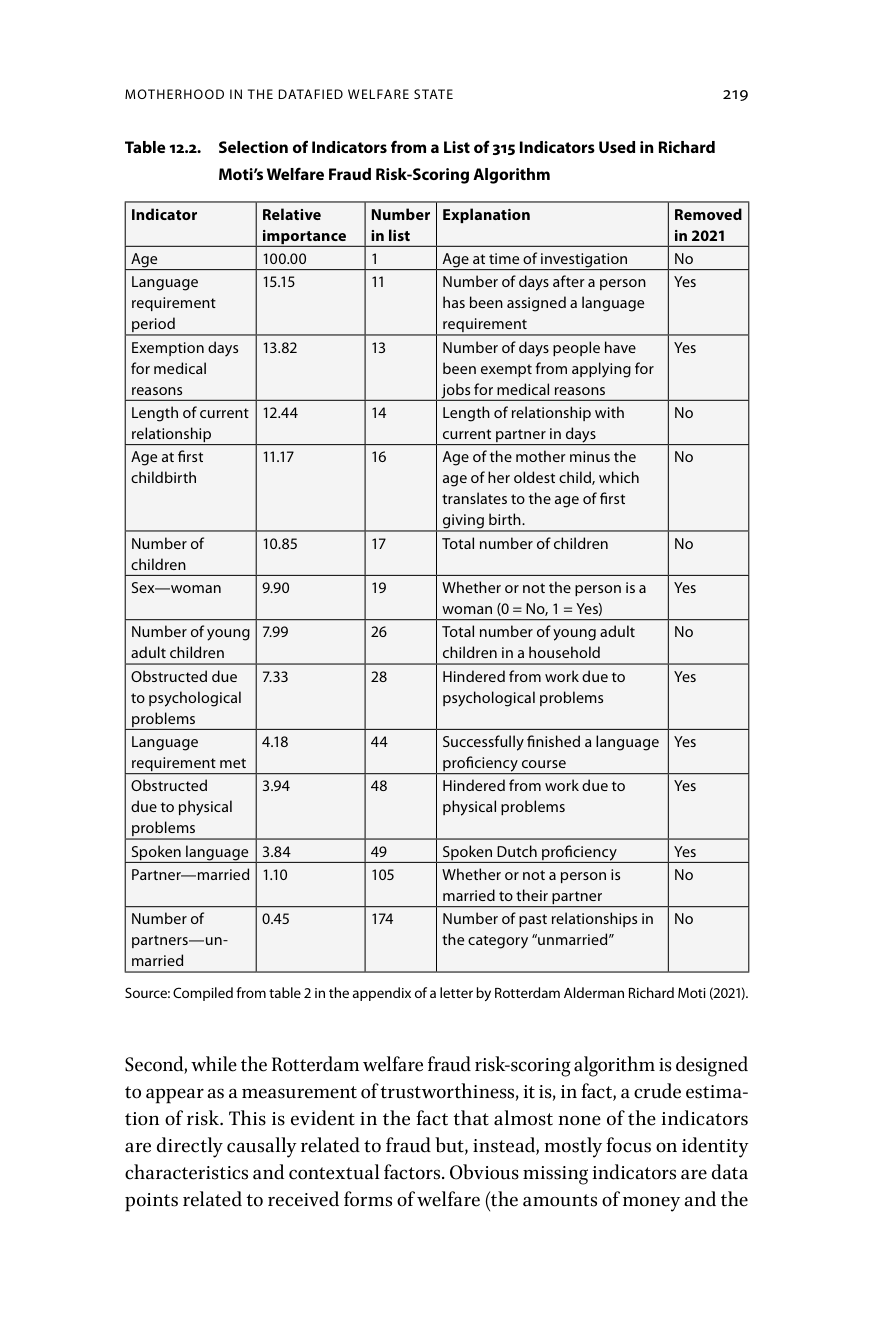 MOTHERHOOD IN THE DATAFIED WELFARE STATE 219
Table 12.2. Selection of Indicators from a List of 315 Indicators Used in Richard
Moti’s Welfare Fraud Risk-Scoring Algorithm
Indicator Relative importance Number in list Explanation Removed in 2021
Age 100.00 1 Age at time of investigation No
Language requirement period 15.15 11 Number of days after a person has been assigned a language requirement Yes
Exemption days for medical reasons 13.82 13 Number of days people have been exempt from applying for jobs for medical reasons Yes
Length of current relationship 12.44 14 Length of relationship with current partner in days No
Age at first childbirth 11.17 16 Age of the mother minus the age of her oldest child, which translates to the age of first giving birth. No
Number of children 10.85 17 Total number of children No
Sex—woman 9.90 19 Whether or not the person is a woman (0 = No, 1 = Yes) Yes
Number of young adult children 7.99 26 Total number of young adult children in a household No
Obstructed due to psychological problems 7.33 28 Hindered from work due to psychological problems Yes
Language requirement met 4.18 44 Successfully finished a language proficiency course Yes
Obstructed due to physical problems 3.94 48 Hindered from work due to physical problems Yes
Spoken language 3.84 49 Spoken Dutch proficiency Yes
Partner—married 1.10 105 Whether or not a person is married to their partner No
Number of partners—un-married 0.45 174 Number of past relationships in the category “unmarried” No
Source: Compiled from table 2 in the appendix of a letter by Rotterdam Alderman Richard Moti (2021).
Second, while the Rotterdam welfare fraud risk-scoring algorithm is designed
to appear as a measurement of trustworthiness, it is, in fact, a crude estima-
tion of risk. This is evident in the fact that almost none of the indicators
are directly causally related to fraud but, instead, mostly focus on identity
characteristics and contextual factors. Obvious missing indicators are data
points related to received forms of welfare (the amounts of money and the